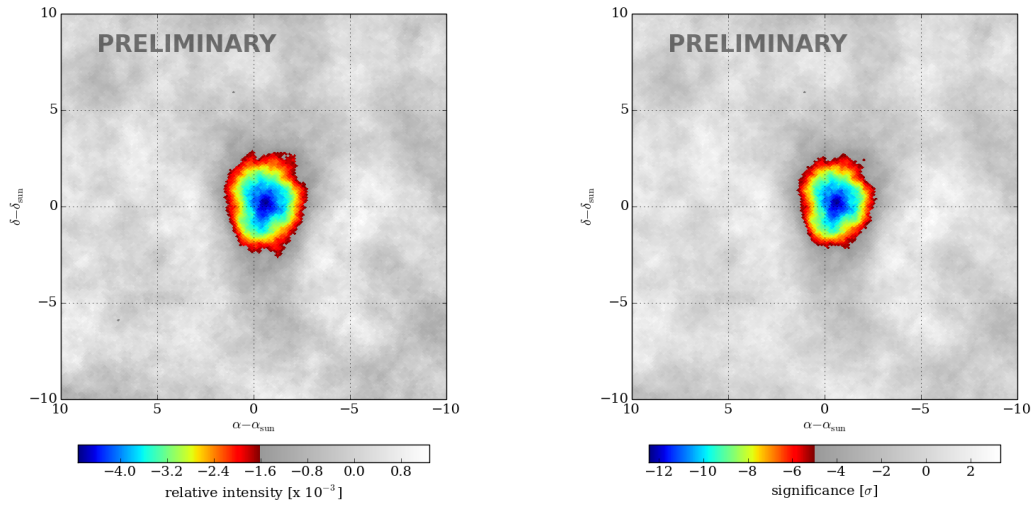 PRELIMINARY
10
5
0
−5
−10
10 5 0 −5 −10
δ−δsun
α−αsun
−4.0 −3.2 −2.4 −1.6 −0.8 0.0 0.8
relative intensity [x 10⁻³]
PRELIMINARY
10
5
0
−5
−10
10 5 0 −5 −10
δ−δsun
α−αsun
−12 −10 −8 −6 −4 −2 0 2
significance [σ]